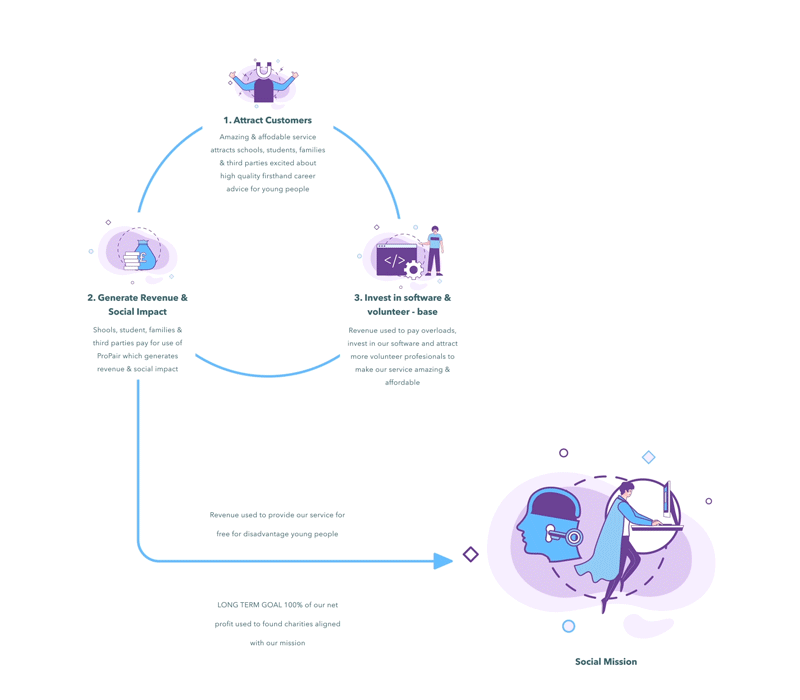 1. Attract Customers
Amazing & affodable service
attracts schools, students, families
& third parties excited about
high quality firsthand career
advice for young people
2. Generate Revenue &
Social Impact
Shools, student, families &
third parties pay for use of
ProPair which generates
revenue & social impact
</>
3. Invest in software &
volunteer - base
Revenue used to pay overloads,
invest in our software and attract
more volunteer profesionals to
make our service amazing &
affordable
Revenue used to provide our service for
free for disadvantage young people
LONG TERM GOAL 100% of our net
profit used to found charities aligned
with our mission
Social Mission